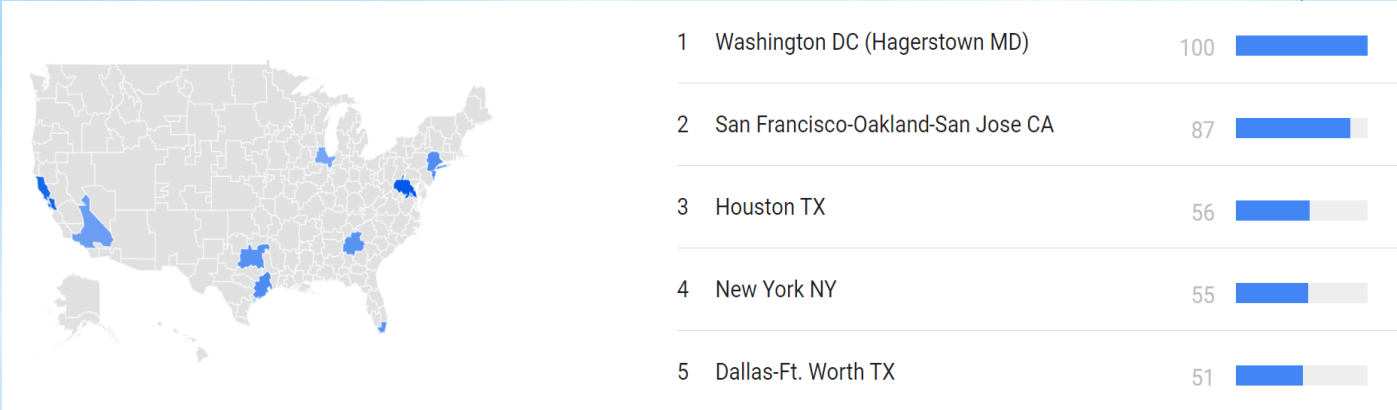 1 Washington DC (Hagerstown MD) 100
2 San Francisco-Oakland-San Jose CA 87
3 Houston TX 56
4 New York NY 55
5 Dallas-Ft. Worth TX 51